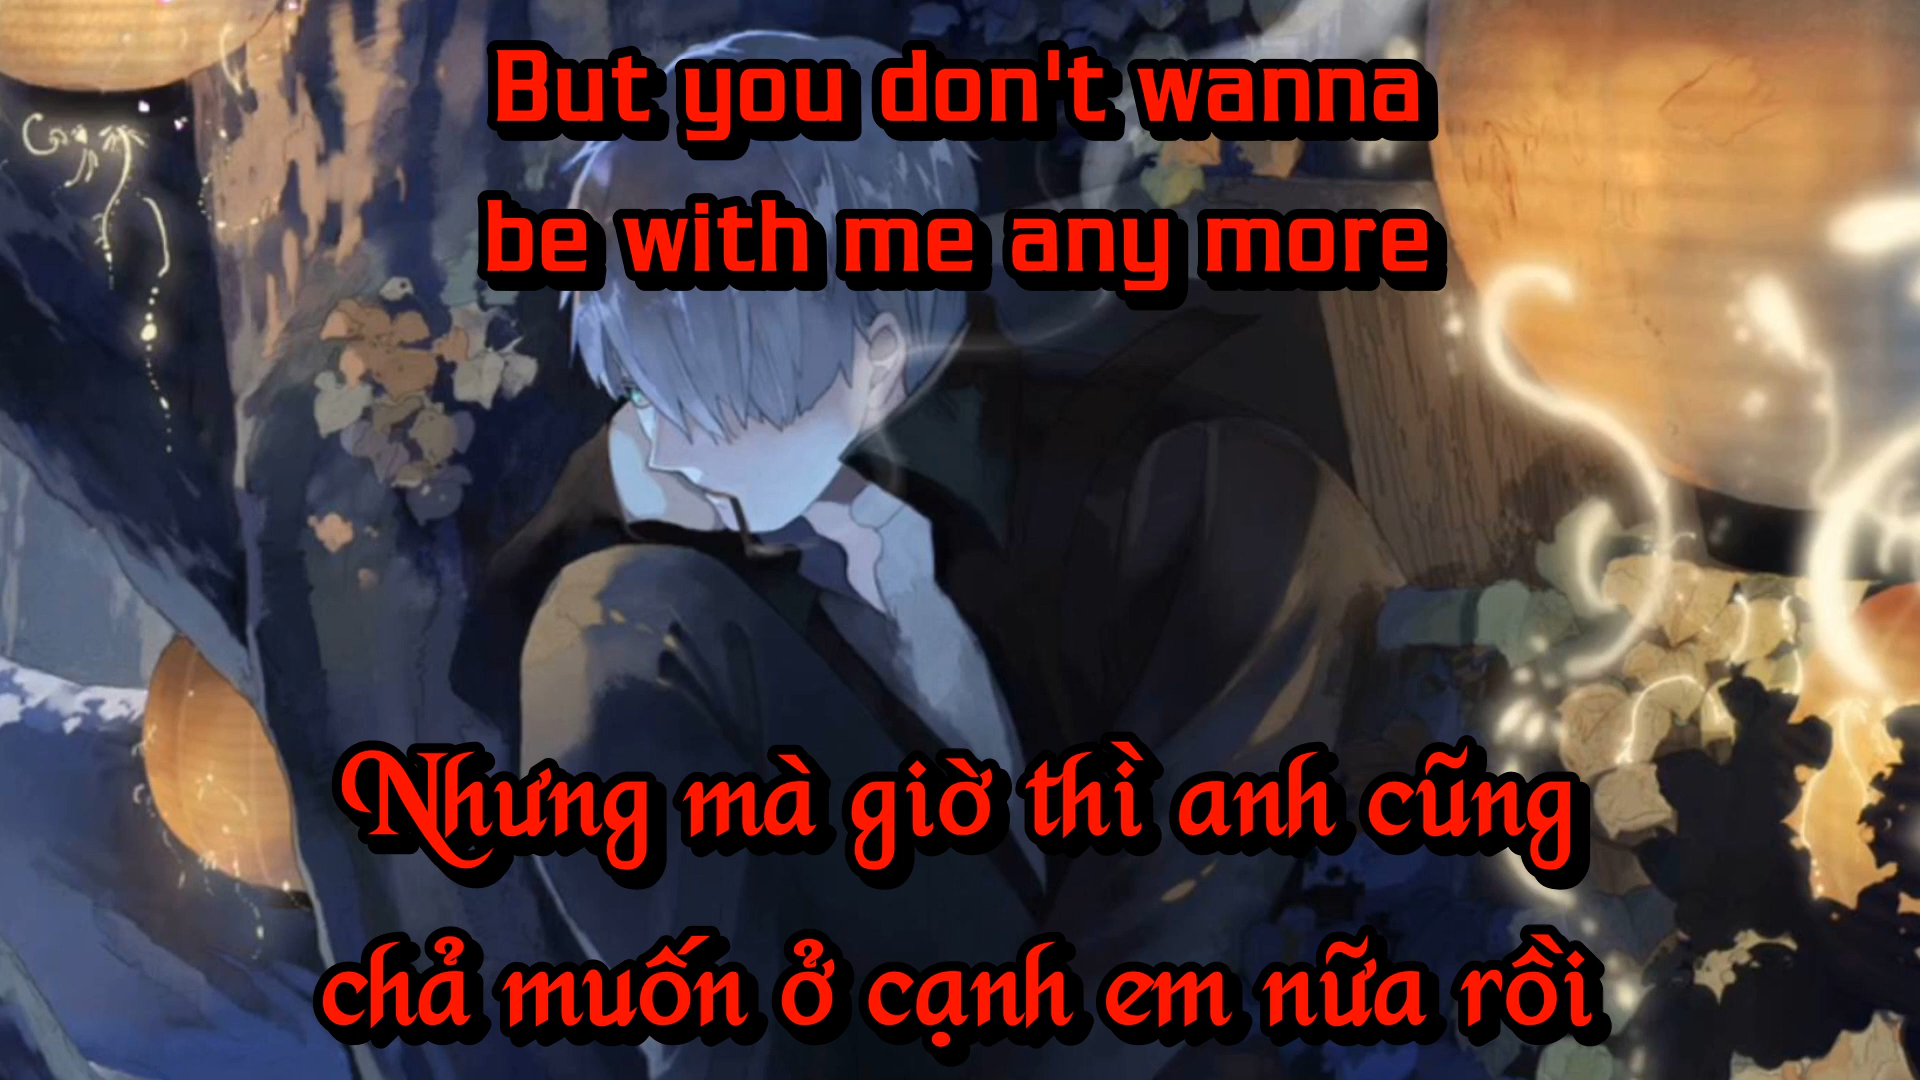 But you don't wanna
be with me any more
Nhưng mà giờ thì anh cũng
chả muốn ở cạnh em nữa rồi